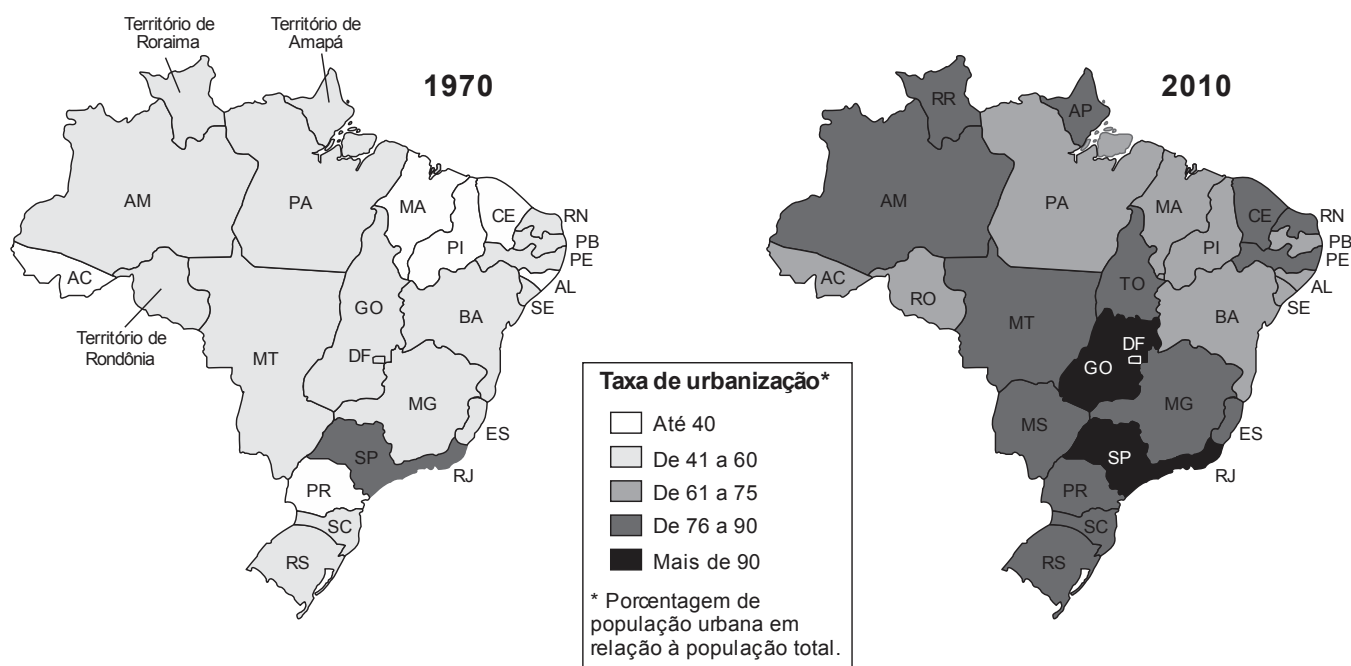 Território de
Roraima
Território de
Amapá
1970
AM
PA
MA
CE
RN
PI
PB
PE
AC
AL
SE
Território de
Rondônia
GO
BA
MT
DF
MG
ES
SP
RJ
PR
SC
RS
2010
RR
AP
AM
PA
MA
CE
RN
PI
PB
PE
AC
AL
SE
TO
RO
BA
MT
DF
GO
MG
MS
ES
SP
RJ
PR
SC
RS
Taxa de urbanização*
Até 40
De 41 a 60
De 61 a 75
De 76 a 90
Mais de 90
* Porcentagem de
população urbana em
relação à população total.